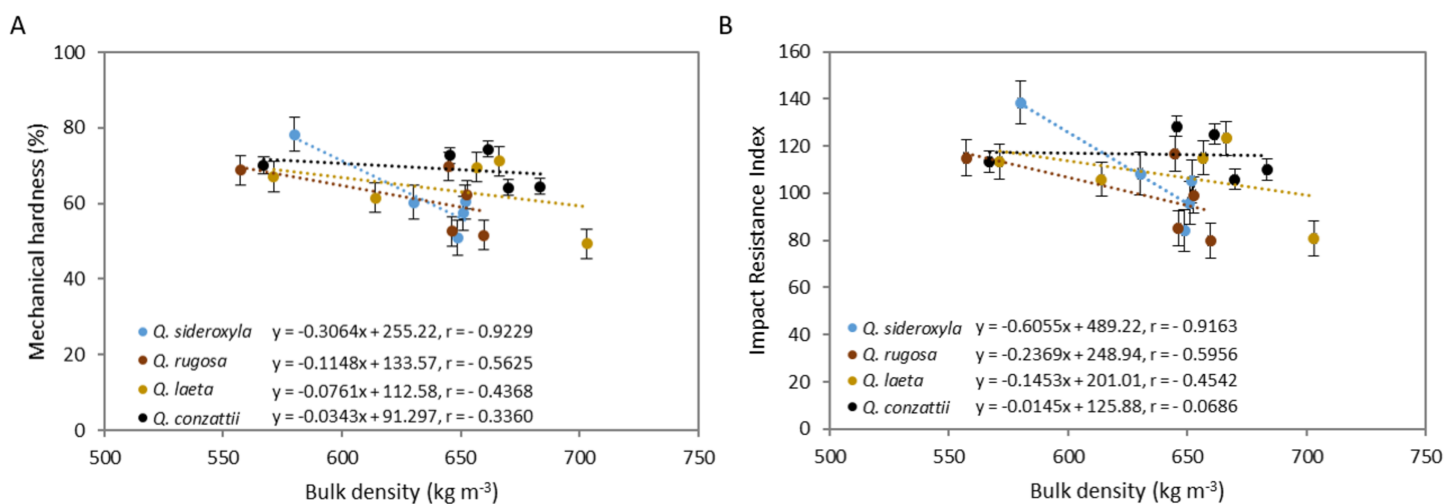 A
Mechanical hardness (%)
100
80
60
40
20
0
Q. sideroxyla y = -0.3064x + 255.22, r = - 0.9229
Q. rugosa y = -0.1148x + 133.57, r = - 0.5625
Q. laeta y = -0.0761x + 112.58, r = - 0.4368
Q. conzattii y = -0.0343x + 91.297, r = - 0.3360
500 550 600 650 700 750
Bulk density (kg m⁻³)
B
Impact Resistance Index
160
140
120
100
80
60
40
20
0
Q. sideroxyla y = -0.6055x + 489.22, r = - 0.9163
Q. rugosa y = -0.2369x + 248.94, r = - 0.5956
Q. laeta y = -0.1453x + 201.01, r = - 0.4542
Q. conzattii y = -0.0145x + 125.88, r = - 0.0686
500 550 600 650 700 750
Bulk density (kg m⁻³)